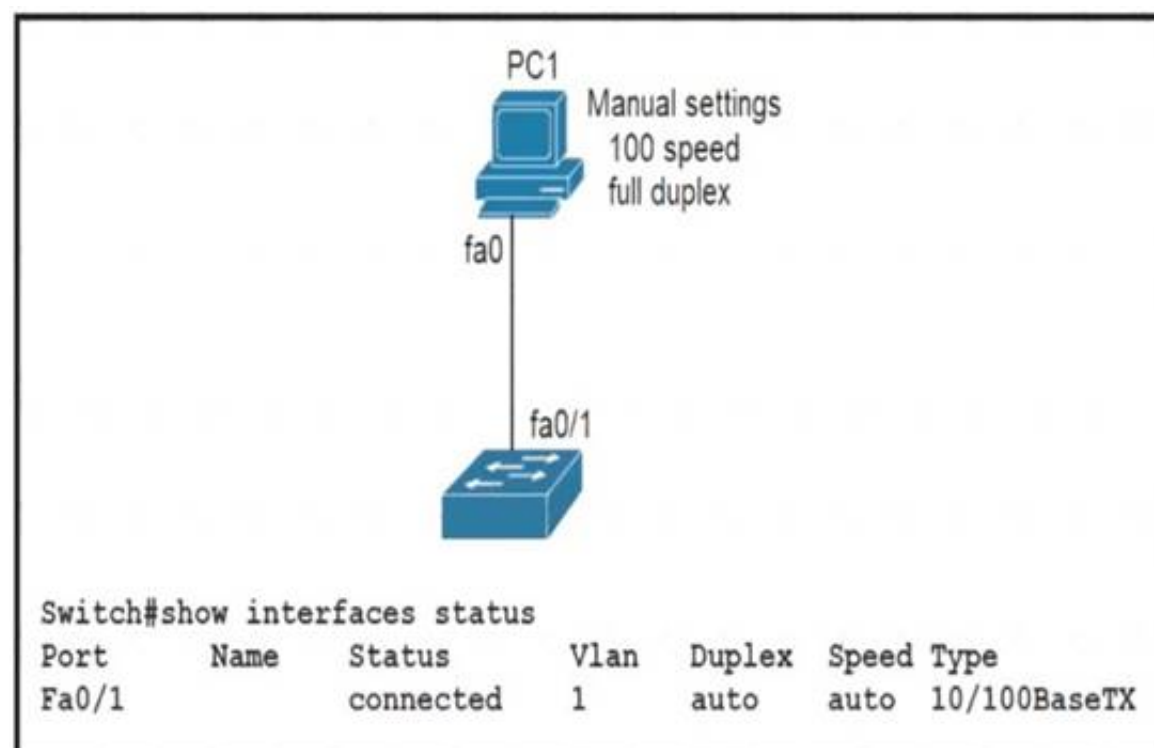 PC1
Manual settings
100 speed
full duplex
fa0
fa0/1
Switch#show interfaces status
Port Name Status Vlan Duplex Speed Type
Fa0/1 connected 1 auto auto 10/100BaseTX